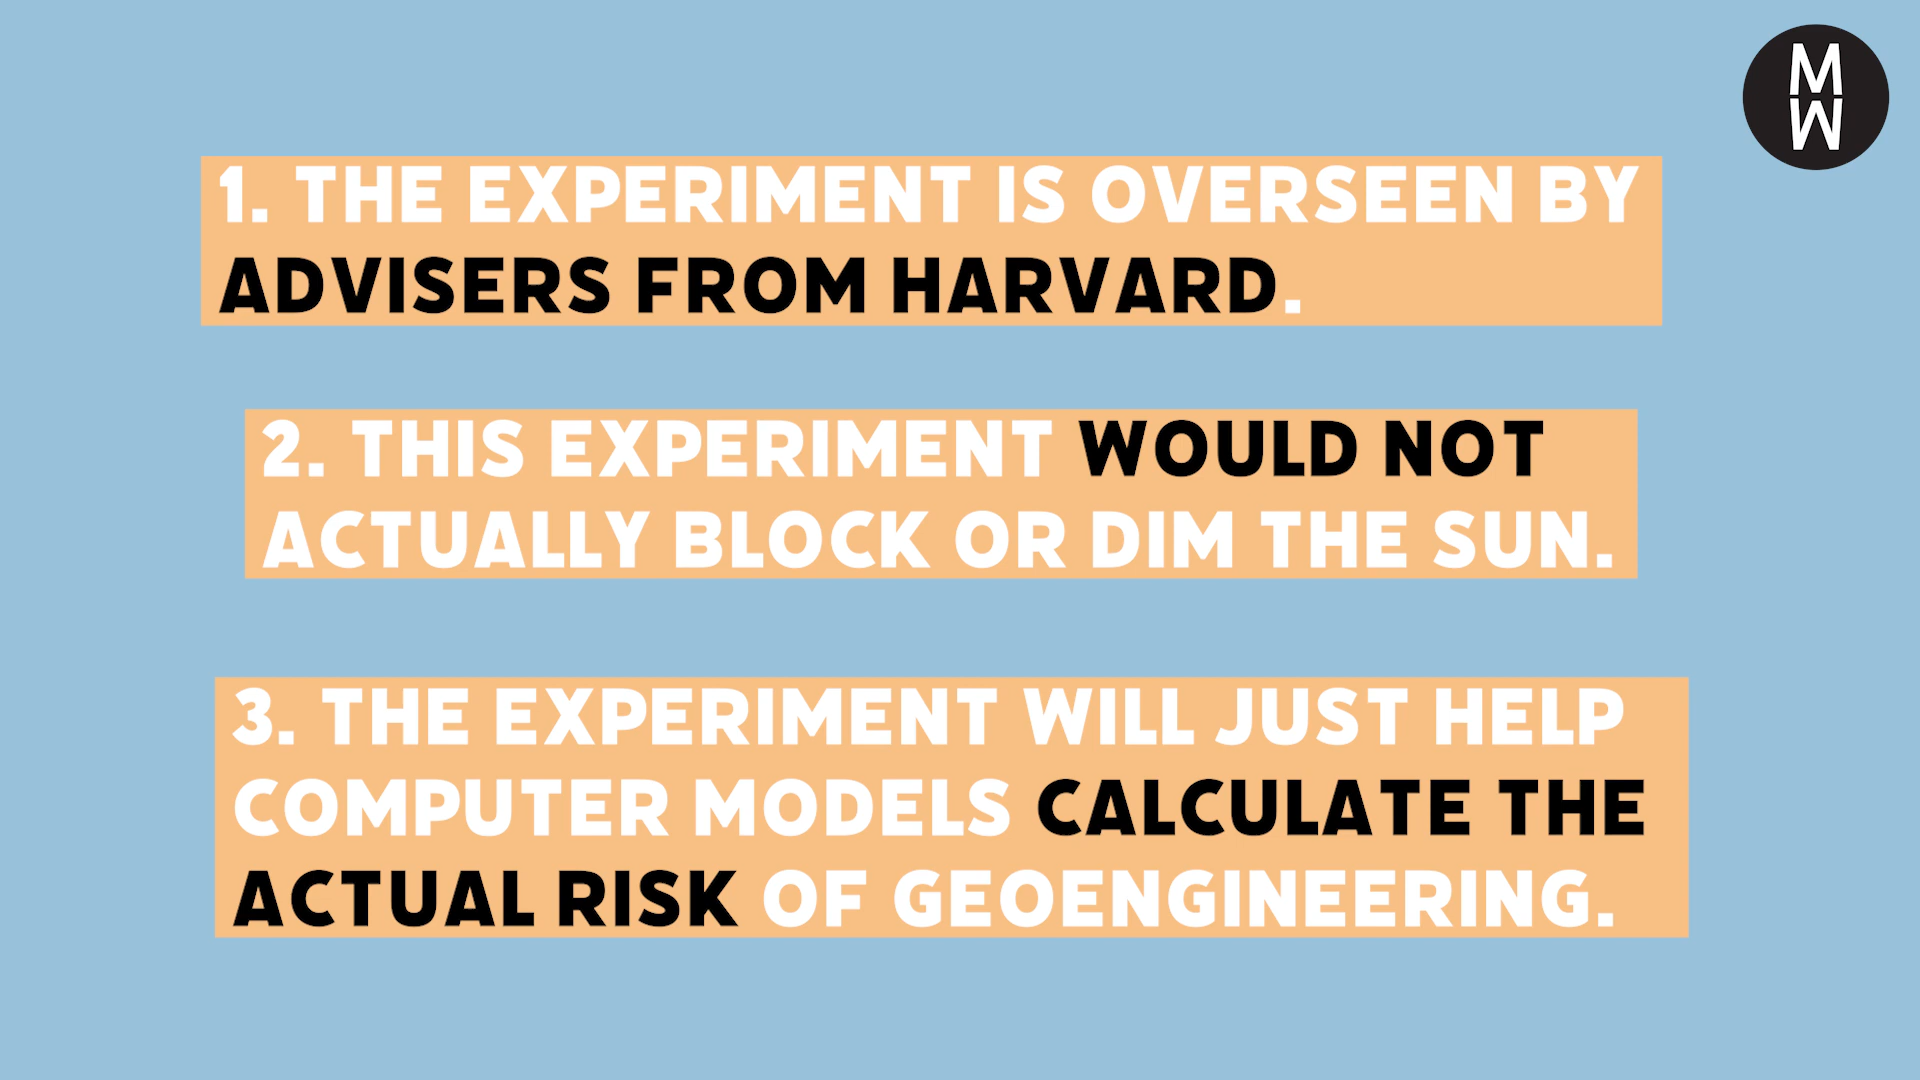 M
W
1. THE EXPERIMENT IS OVERSEEN BY
ADVISERS FROM HARVARD.
2. THIS EXPERIMENT WOULD NOT
ACTUALLY BLOCK OR DIM THE SUN.
3. THE EXPERIMENT WILL JUST HELP
COMPUTER MODELS CALCULATE THE
ACTUAL RISK OF GEOENGINEERING.